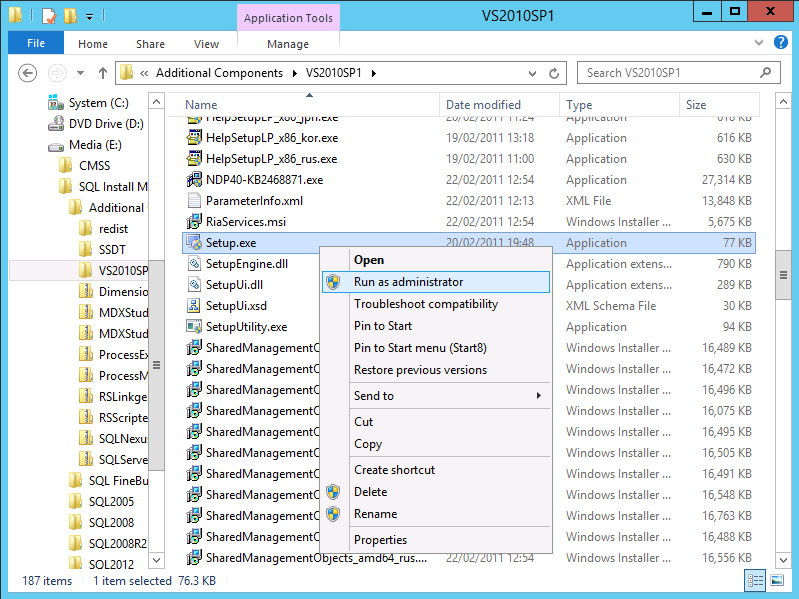 Application Tools
VS2010SP1
File Home Share View Manage
« Additional Components VS2010SP1
Search VS2010SP1
System (C:)
DVD Drive (D:)
Media (E:)
CMSS
SQL Install M
Additional
redist
SSDT
VS2010SP
Dimensio
MDXStud
MDXStud
ProcessEx
ProcessM
RSLinkge
RSScripte
SQLNexu
SQLServe
SQL FineBu
SQL2005
SQL2008
SQL2008R2
SQL2012
Name Date modified Type Size
HelpSetupLP_x86_jpn.exe 20/02/2011 11:24 Application 618 KB
HelpSetupLP_x86_kor.exe 19/02/2011 13:18 Application 616 KB
HelpSetupLP_x86_rus.exe 19/02/2011 11:00 Application 630 KB
NDP40-KB2468871.exe 22/02/2011 12:54 Application 27,314 KB
ParameterInfo.xml 22/02/2011 12:13 XML File 13,848 KB
RiaServices.msi 22/02/2011 12:54 Windows Installer ... 5,675 KB
Setup.exe 20/02/2011 19:48 Application 77 KB
SetupEngine.dll Application extens... 790 KB
SetupUi.dll Application extens... 289 KB
SetupUi.xsd XML Schema File 30 KB
SetupUtility.exe Application 94 KB
SharedManagementO Windows Installer ... 16,489 KB
SharedManagementO Windows Installer ... 16,472 KB
SharedManagementO Windows Installer ... 16,496 KB
SharedManagementO Windows Installer ... 16,075 KB
SharedManagementO Windows Installer ... 16,495 KB
SharedManagementO Windows Installer ... 16,505 KB
SharedManagementO Windows Installer ... 16,491 KB
SharedManagementO Windows Installer ... 16,548 KB
SharedManagementO Windows Installer ... 16,763 KB
SharedManagementO Windows Installer ... 16,488 KB
SharedManagementObjects_amd64_rus.... 22/02/2011 12:54 Windows Installer ... 16,556 KB
Open
Run as administrator
Troubleshoot compatibility
Pin to Start
Pin to Start menu (Start8)
Restore previous versions
Send to
Cut
Copy
Create shortcut
Delete
Rename
Properties
187 items 1 item selected 76.3 KB